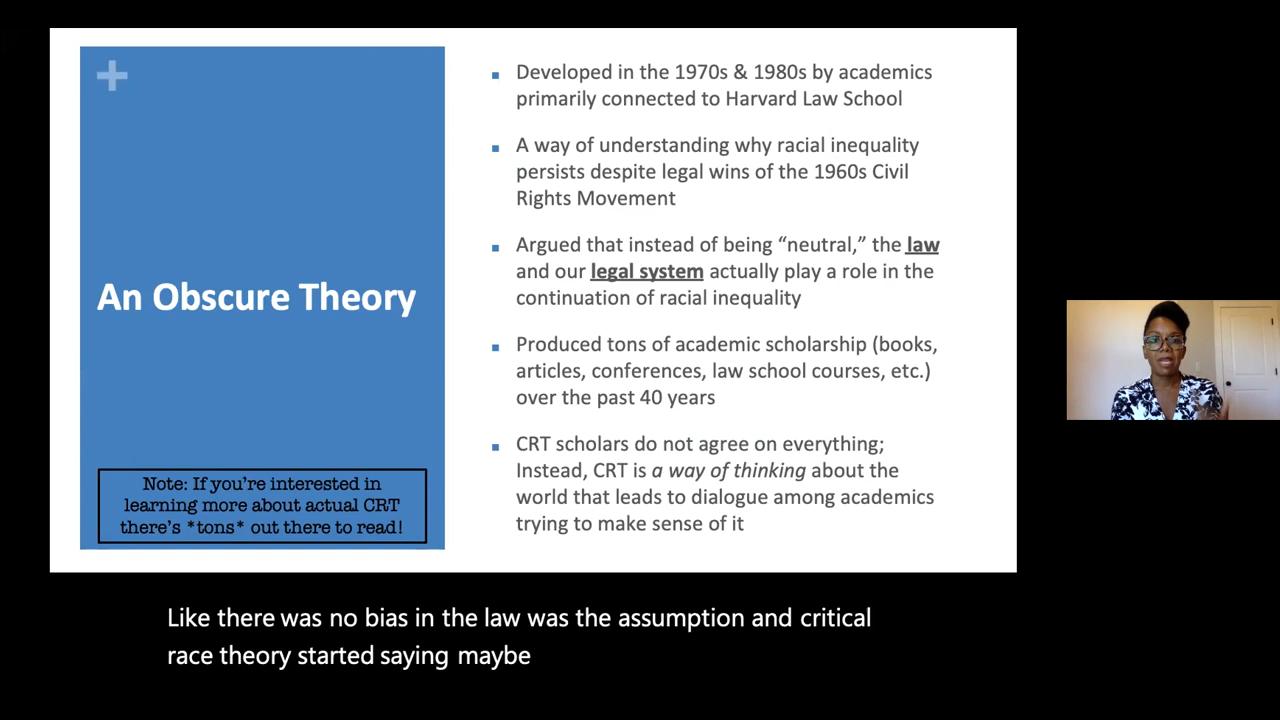 An Obscure Theory
Note: If you're interested in
learning more about actual CRT
there's *tons* out there to read!
Developed in the 1970s & 1980s by academics
primarily connected to Harvard Law School
A way of understanding why racial inequality
persists despite legal wins of the 1960s Civil
Rights Movement
Argued that instead of being “neutral,” the law
and our legal system actually play a role in the
continuation of racial inequality
Produced tons of academic scholarship (books,
articles, conferences, law school courses, etc.)
over the past 40 years
CRT scholars do not agree on everything;
Instead, CRT is a way of thinking about the
world that leads to dialogue among academics
trying to make sense of it
Like there was no bias in the law was the assumption and critical
race theory started saying maybe